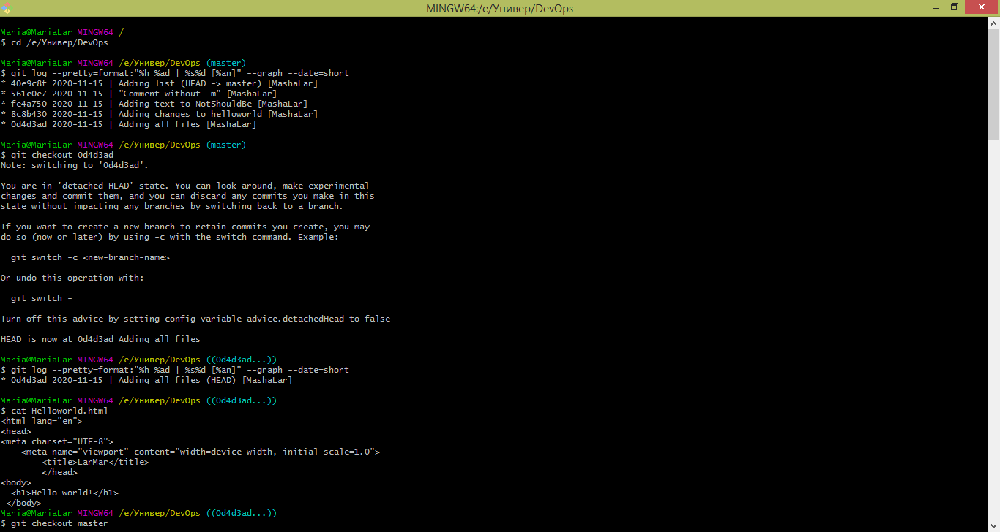 MINGW64:/e/Универ/DevOps
Maria@MariaLar MINGW64 /
$ cd /e/Универ/DevOps
Maria@MariaLar MINGW64 /e/Универ/DevOps (master)
$ git log --pretty=format:"%h %ad | %s%d [%an]" --graph --date=short
* 40e9c8f 2020-11-15 | Adding list (HEAD -> master) [MashaLar]
* 561e0e7 2020-11-15 | "Comment without -m" [MashaLar]
* fe4a750 2020-11-15 | Adding text to NotShouldBe [MashaLar]
* 8c8b430 2020-11-15 | Adding changes to helloworld [MashaLar]
* 0d4d3ad 2020-11-15 | Adding all files [MashaLar]
Maria@MariaLar MINGW64 /e/Универ/DevOps (master)
$ git checkout 0d4d3ad
Note: switching to '0d4d3ad'.
You are in 'detached HEAD' state. You can look around, make experimental
changes and commit them, and you can discard any commits you make in this
state without impacting any branches by switching back to a branch.
If you want to create a new branch to retain commits you create, you may
do so (now or later) by using -c with the switch command. Example:
  git switch -c <new-branch-name>
Or undo this operation with:
  git switch -
Turn off this advice by setting config variable advice.detachedHead to false
HEAD is now at 0d4d3ad Adding all files
Maria@MariaLar MINGW64 /e/Универ/DevOps ((0d4d3ad...))
$ git log --pretty=format:"%h %ad | %s%d [%an]" --graph --date=short
* 0d4d3ad 2020-11-15 | Adding all files (HEAD) [MashaLar]
Maria@MariaLar MINGW64 /e/Универ/DevOps ((0d4d3ad...))
$ cat Helloworld.html
<html lang="en">
<head>
<meta charset="UTF-8">
    <meta name="viewport" content="width=device-width, initial-scale=1.0">
        <title>LarMar</title>
        </head>
<body>
  <h1>Hello world!</h1>
 </body>
Maria@MariaLar MINGW64 /e/Универ/DevOps ((0d4d3ad...))
$ git checkout master